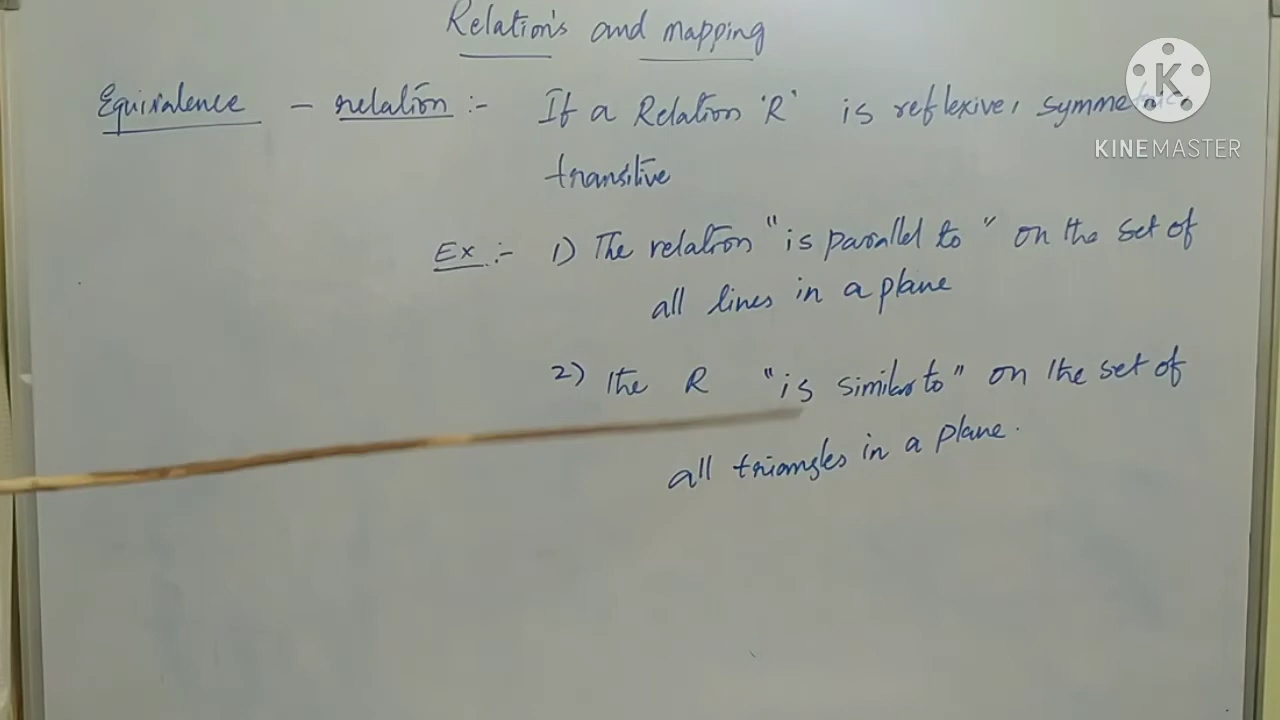 Relation's and mapping
Equivalence - relation :- If a Relation 'R' is reflexive, symmetric,
transitive
Ex :- 1) The relation "is parallel to" on the set of
all lines in a plane
2) The R "is similar to" on the set of
all triangles in a plane.
K
KINEMASTER